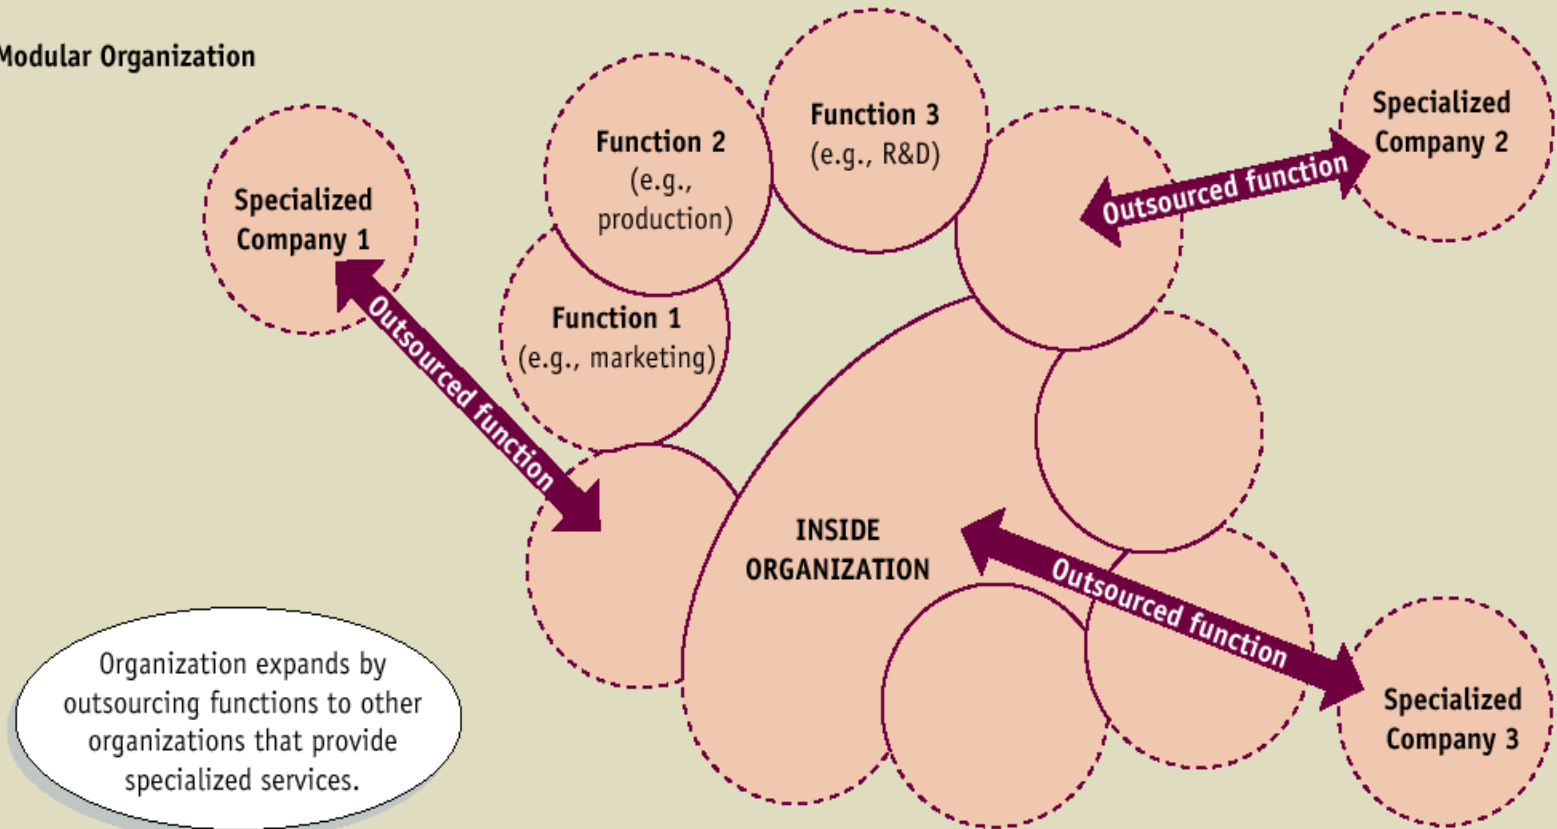 Modular Organization
Specialized
Company 1
Outsourced function
Function 1
(e.g., marketing)
Function 2
(e.g.,
production)
Function 3
(e.g., R&D)
Outsourced function
Specialized
Company 2
INSIDE
ORGANIZATION
Outsourced function
Specialized
Company 3
Organization expands by
outsourcing functions to other
organizations that provide
specialized services.